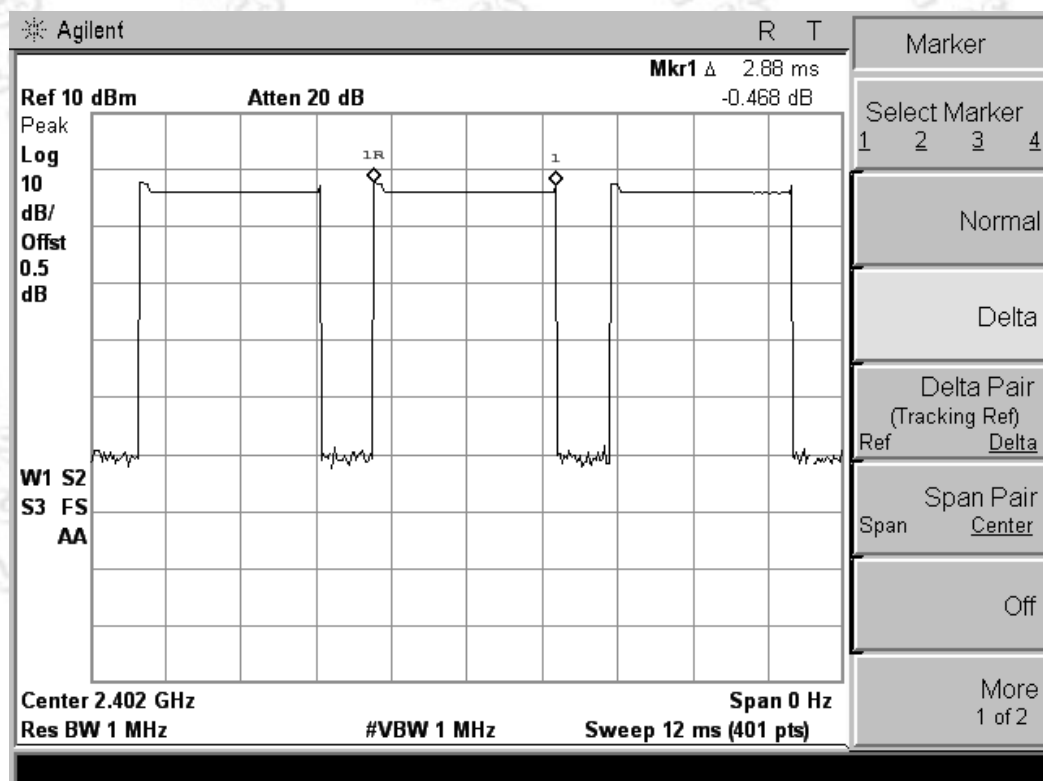 Agilent R T
Mkr1 Δ 2.88 ms
Ref 10 dBm Atten 20 dB -0.468 dB
Peak
Log
10
dB/
Offst
0.5
dB
1R
1
W1 S2
S3 FS
AA
Center 2.402 GHz Span 0 Hz
Res BW 1 MHz #VBW 1 MHz Sweep 12 ms (401 pts)
Marker
Select Marker
1 2 3 4
Normal
Delta
Delta Pair
(Tracking Ref)
Ref Delta
Span Pair
Span Center
Off
More
1 of 2